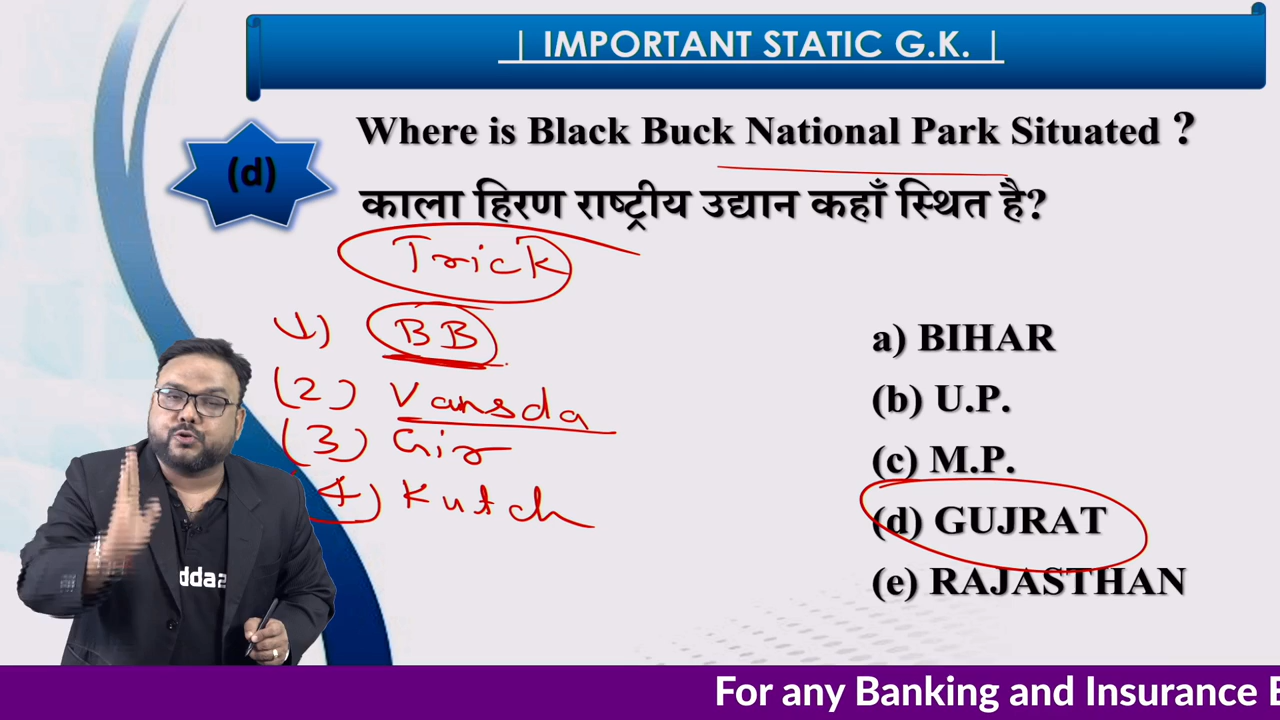 | IMPORTANT STATIC G.K. |
(d)
Where is Black Buck National Park Situated ?
काला हिरण राष्ट्रीय उद्यान कहाँ स्थित है?
Trick
1) BB
(2) Vansda
(3) Gir
(4) Kutch
a) BIHAR
(b) U.P.
(c) M.P.
(d) GUJRAT
(e) RAJASTHAN
dda2
For any Banking and Insurance E